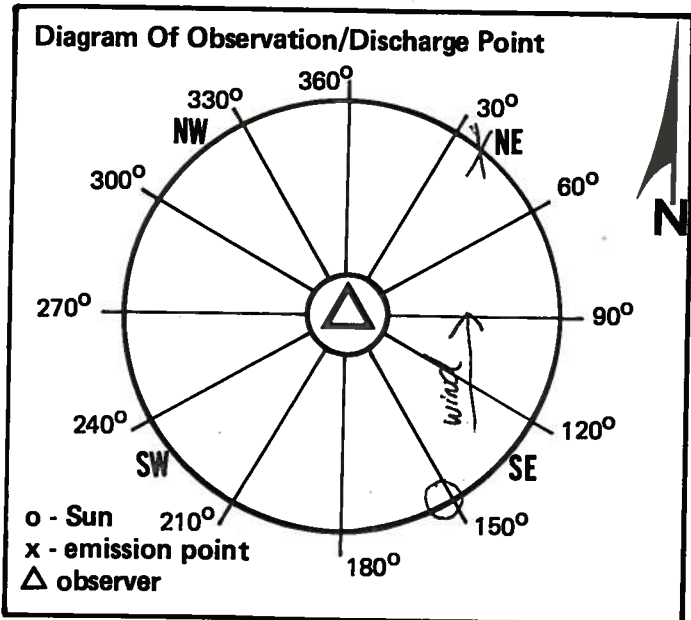 Diagram Of Observation/Discharge Point
360°
330°
30°
NW
NE
300°
60°
N
270°
90°
wind
240°
120°
SW
SE
o - Sun
210°
150°
x - emission point
180°
△ observer